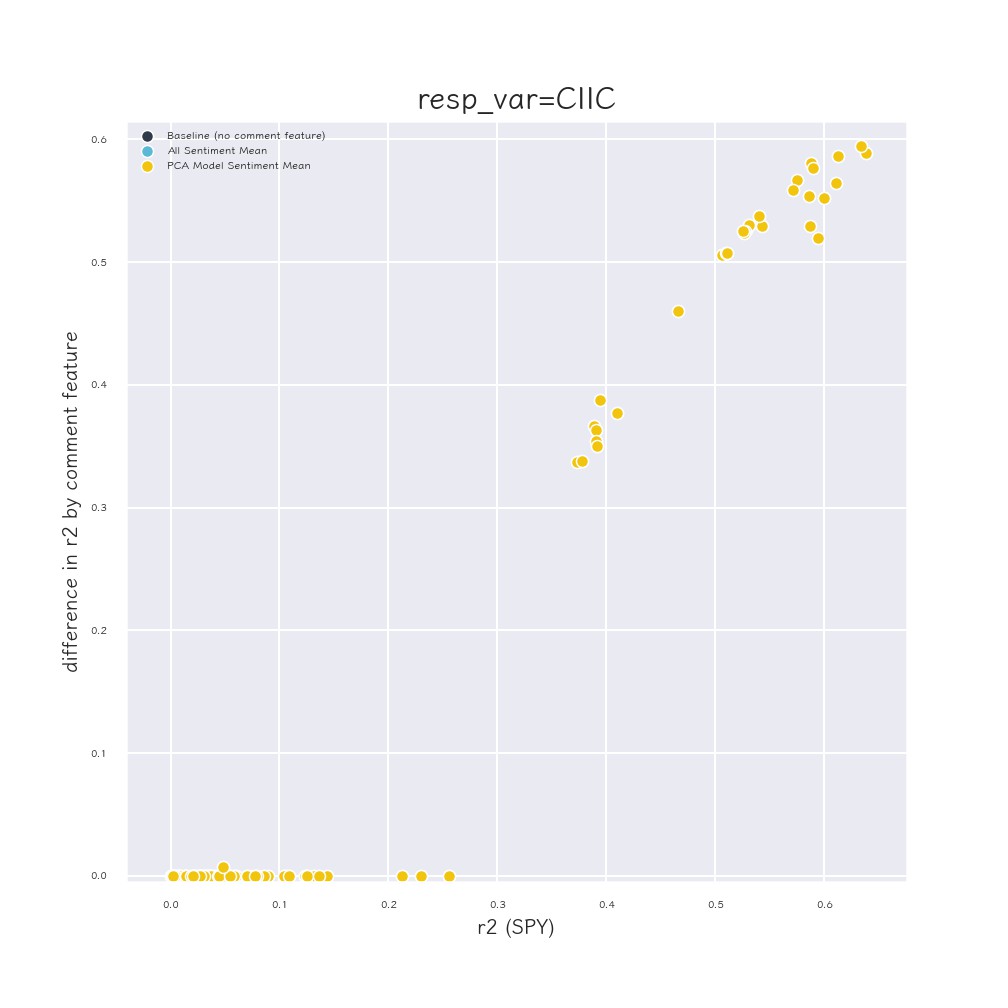 resp_var=CIIC
Baseline (no comment feature)
All Sentiment Mean
PCA Model Sentiment Mean
0.6
0.5
0.4
0.3
0.2
0.1
0.0
difference in r2 by comment feature
0.0 0.1 0.2 0.3 0.4 0.5 0.6
r2 (SPY)